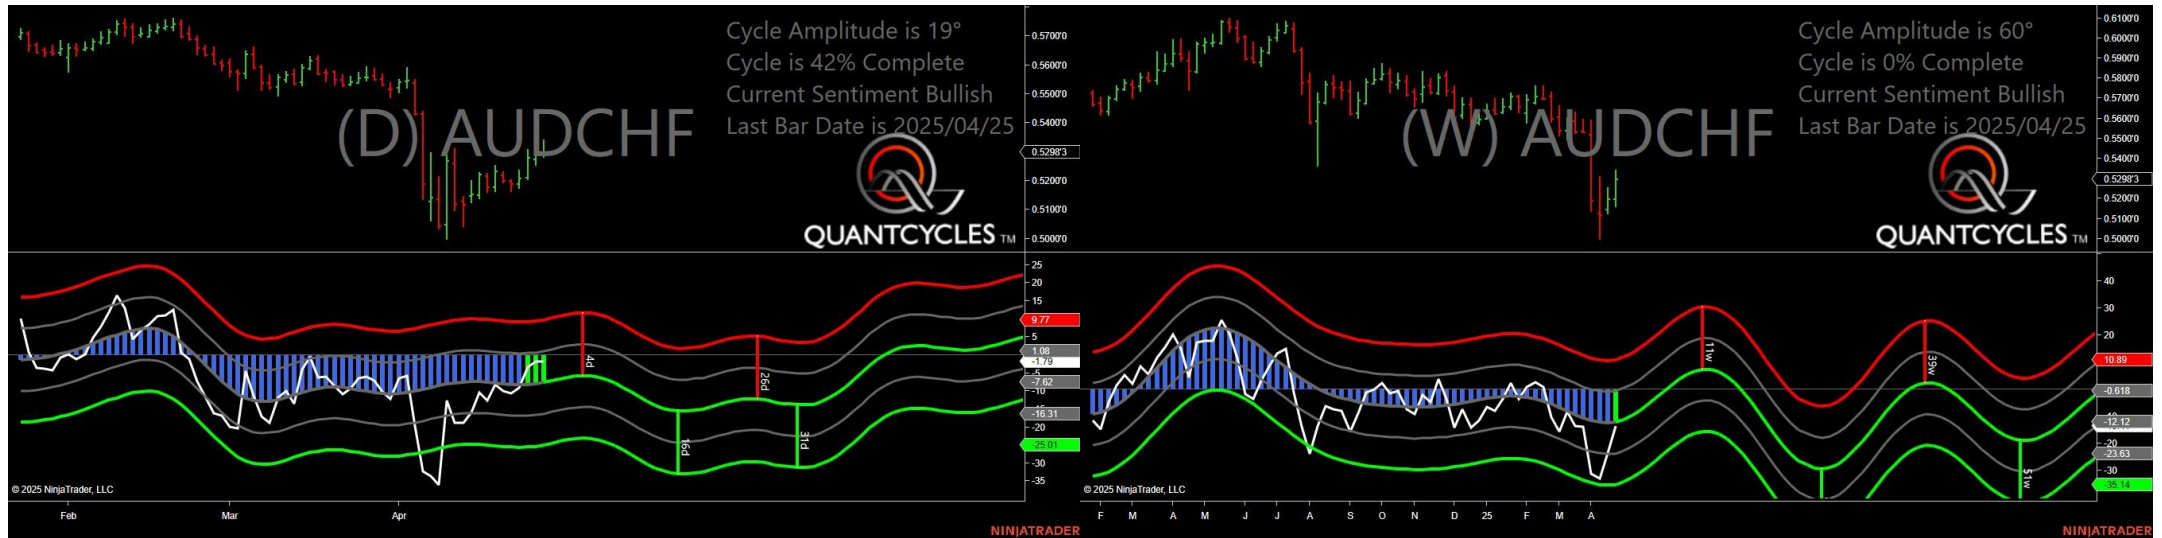 Cycle Amplitude is 19°
Cycle is 42% Complete
Current Sentiment Bullish
Last Bar Date is 2025/04/25
(D) AUDCHF
QUANTCYCLES TM
0.5700'0
0.5600'0
0.5500'0
0.5400'0
0.5298'3
0.5200'0
0.5100'0
0.5000'0
25
20
15
9.77
5
1.08
-1.79
-5
-7.62
-10
-16.31
-20
-25.01
-30
-35
4d
16d
26d
31d
© 2025 NinjaTrader, LLC
Feb Mar Apr
NINJATRADER
Cycle Amplitude is 60°
Cycle is 0% Complete
Current Sentiment Bullish
Last Bar Date is 2025/04/25
(W) AUDCHF
QUANTCYCLES TM
0.6100'0
0.6000'0
0.5900'0
0.5800'0
0.5700'0
0.5600'0
0.5500'0
0.5400'0
0.5298'3
0.5200'0
0.5100'0
0.5000'0
40
30
20
10.89
-0.618
-12.12
-20
-23.63
-30
-35.14
11w
39w
51w
© 2025 NinjaTrader, LLC
F M A M J J A S O N D 25 F M A
NINJATRADER